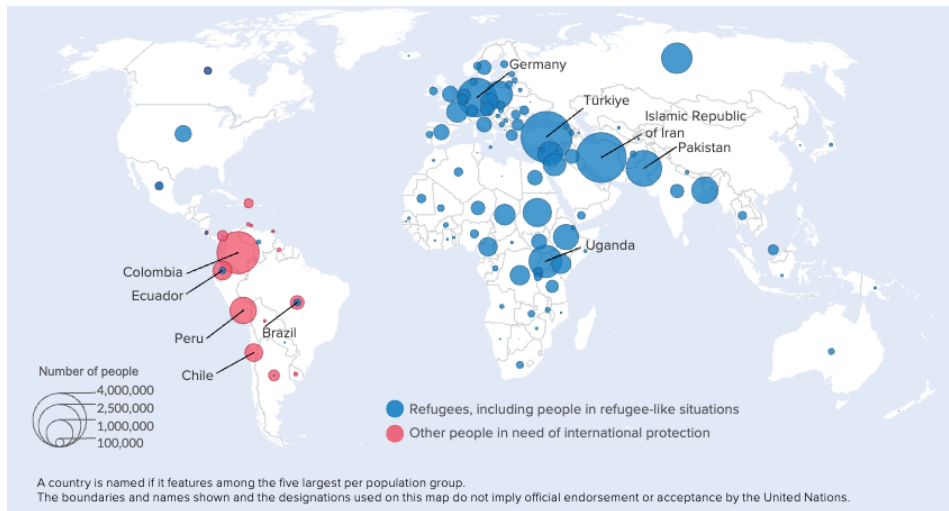 Germany
Türkiye
Islamic Republic
of Iran
Pakistan
Uganda
Colombia
Ecuador
Peru
Brazil
Chile
Number of people
4,000,000
2,500,000
1,000,000
100,000
Refugees, including people in refugee-like situations
Other people in need of international protection
A country is named if it features among the five largest per population group.
The boundaries and names shown and the designations used on this map do not imply official endorsement or acceptance by the United Nations.